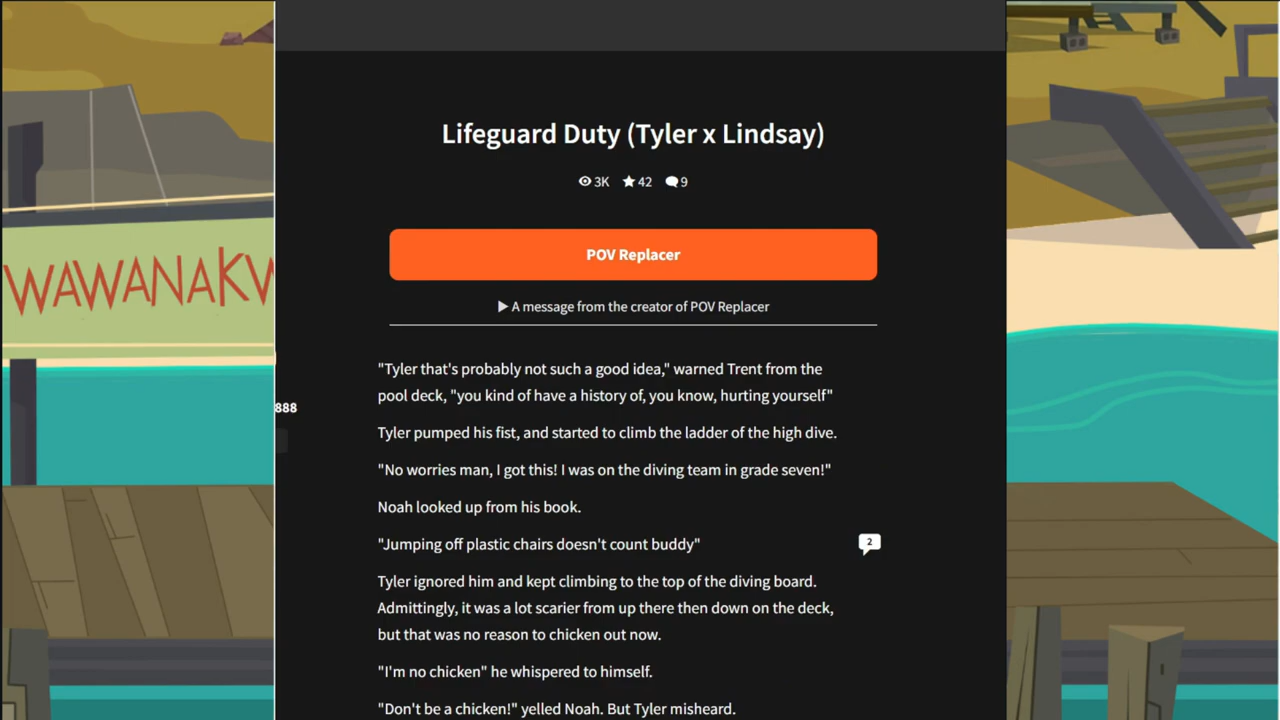 WAWANAKW
Lifeguard Duty (Tyler x Lindsay)
3K 42 9
POV Replacer
▶ A message from the creator of POV Replacer
"Tyler that's probably not such a good idea," warned Trent from the
pool deck, "you kind of have a history of, you know, hurting yourself"
888
Tyler pumped his fist, and started to climb the ladder of the high dive.
"No worries man, I got this! I was on the diving team in grade seven!"
Noah looked up from his book.
"Jumping off plastic chairs doesn't count buddy"
2
Tyler ignored him and kept climbing to the top of the diving board.
Admittingly, it was a lot scarier from up there then down on the deck,
but that was no reason to chicken out now.
"I'm no chicken" he whispered to himself.
"Don't be a chicken!" yelled Noah. But Tyler misheard.